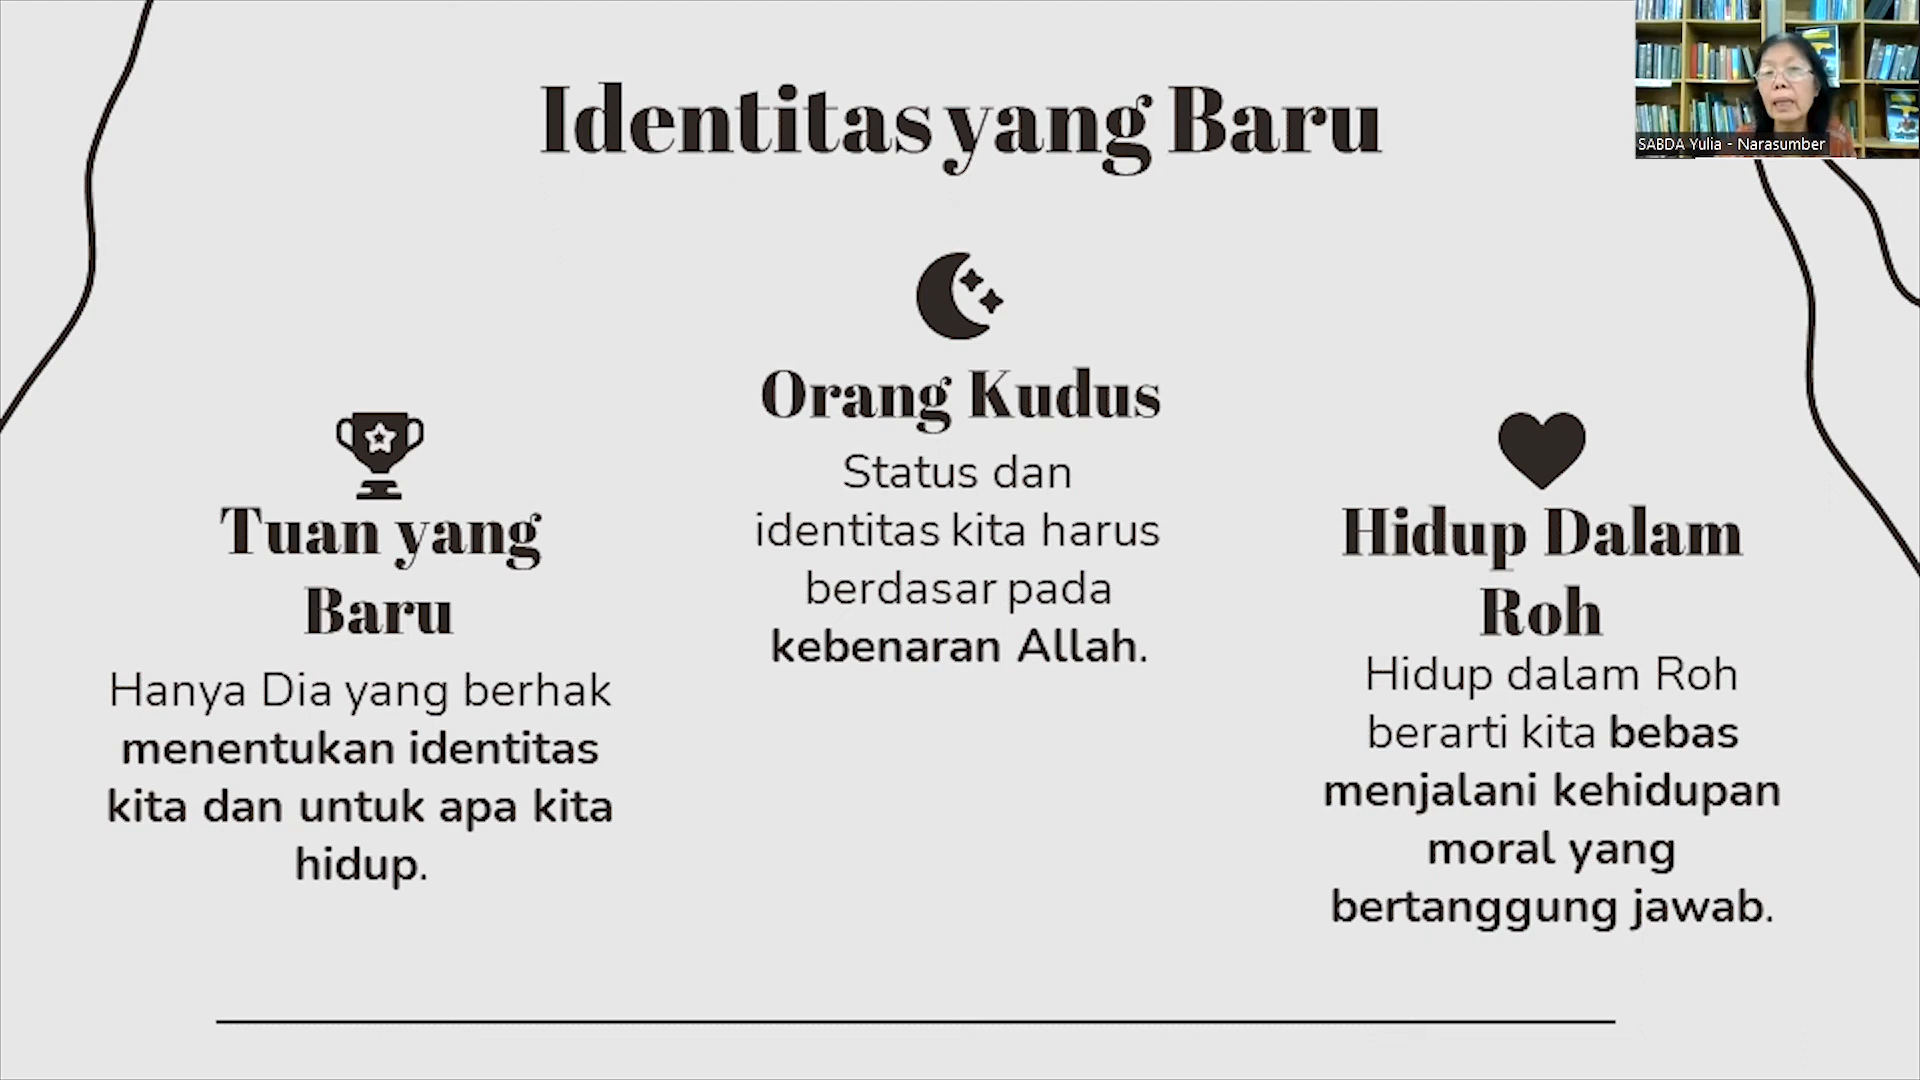 Identitas yang Baru
SABDA Yulia - Narasumber
Tuan yang
Baru
Hanya Dia yang berhak
menentukan identitas
kita dan untuk apa kita
hidup.
Orang Kudus
Status dan
identitas kita harus
berdasar pada
kebenaran Allah.
Hidup Dalam
Roh
Hidup dalam Roh
berarti kita bebas
menjalani kehidupan
moral yang
bertanggung jawab.